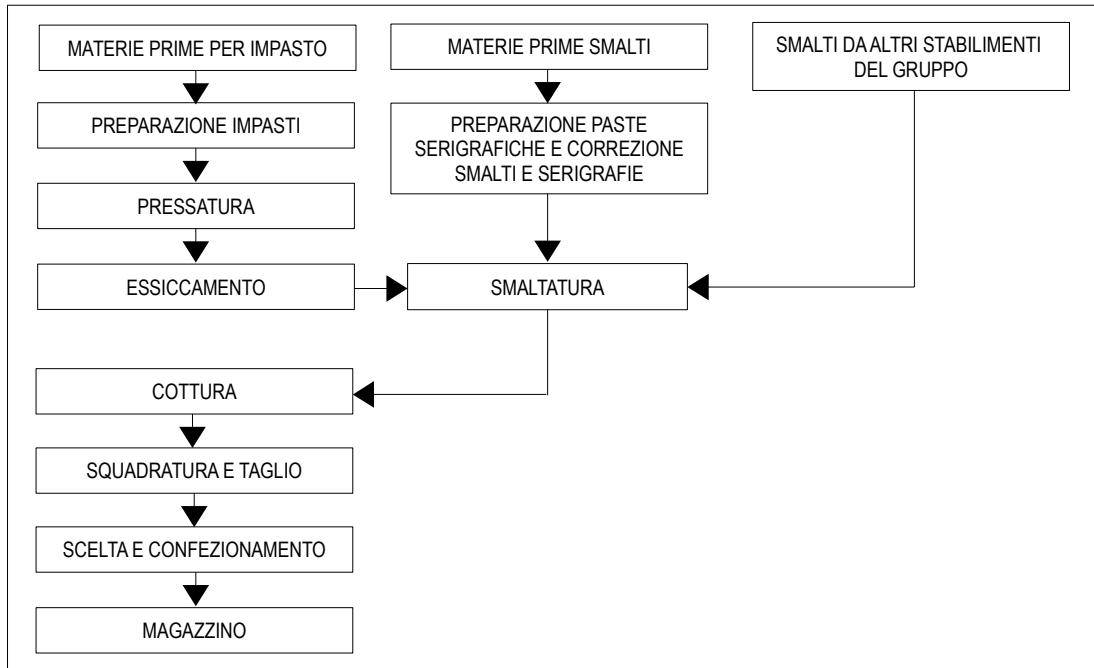 MATERIE PRIME PER IMPASTO
MATERIE PRIME SMALTI
SMALTI DA ALTRI STABILIMENTI
DEL GRUPPO
PREPARAZIONE IMPASTI
PREPARAZIONE PASTE
SERIGRAFICHE E CORREZIONE
SMALTI E SERIGRAFIE
PRESSATURA
ESSICCAMENTO
SMALTATURA
COTTURA
SQUADRATURA E TAGLIO
SCELTA E CONFEZIONAMENTO
MAGAZZINO